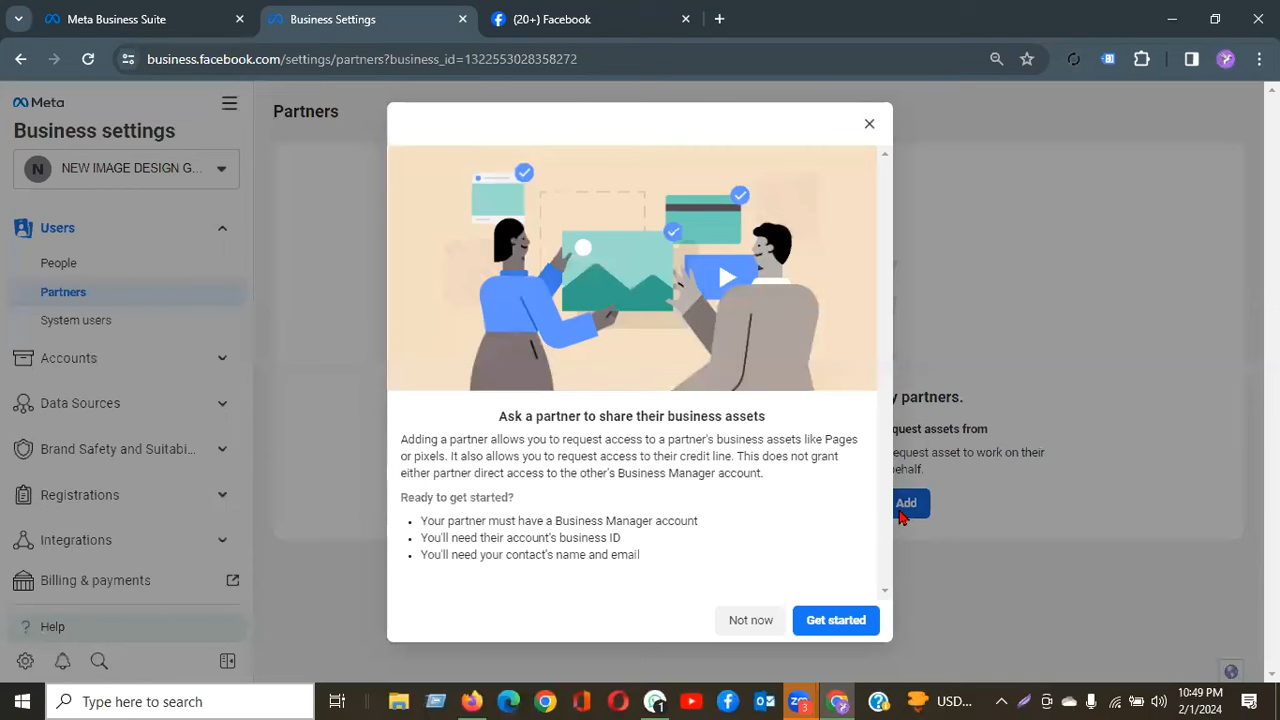 Meta Business Suite
Business Settings
(20+) Facebook
business.facebook.com/settings/partners?business_id=1322553028358272
Meta
Business settings
N NEW IMAGE DESIGN G...
Users
People
Partners
System users
Accounts
Data Sources
Brand Safety and Suitabi...
Registrations
Integrations
Billing & payments
? Help
Partners
y partners.
quest assets from
equest asset to work on their
ehalf.
Add
Ask a partner to share their business assets
Adding a partner allows you to request access to a partner's business assets like Pages
or pixels. It also allows you to request access to their credit line. This does not grant
either partner direct access to the other's Business Manager account.
Ready to get started?
• Your partner must have a Business Manager account
• You'll need their account's business ID
• You'll need your contact's name and email
Not now
Get started
Type here to search
3
USD...
10:49 PM
2/1/2024